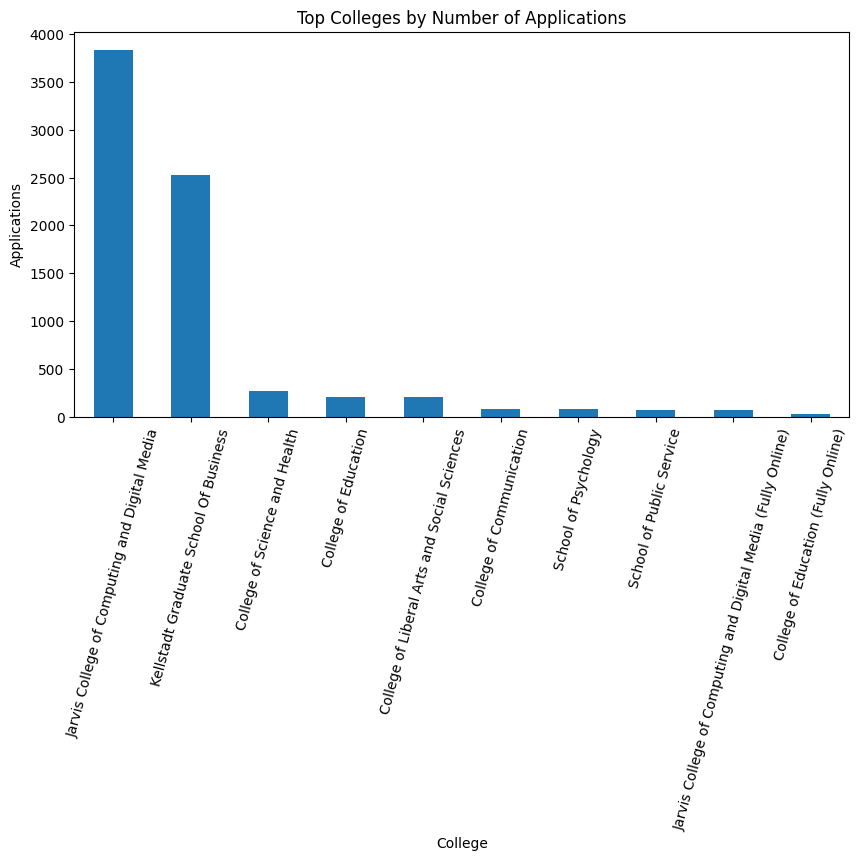 Top Colleges by Number of Applications
Applications
4000
3500
3000
2500
2000
1500
1000
500
0
Jarvis College of Computing and Digital Media
Kellstadt Graduate School Of Business
College of Science and Health
College of Education
College of Liberal Arts and Social Sciences
College of Communication
School of Psychology
School of Public Service
Jarvis College of Computing and Digital Media (Fully Online)
College of Education (Fully Online)
College